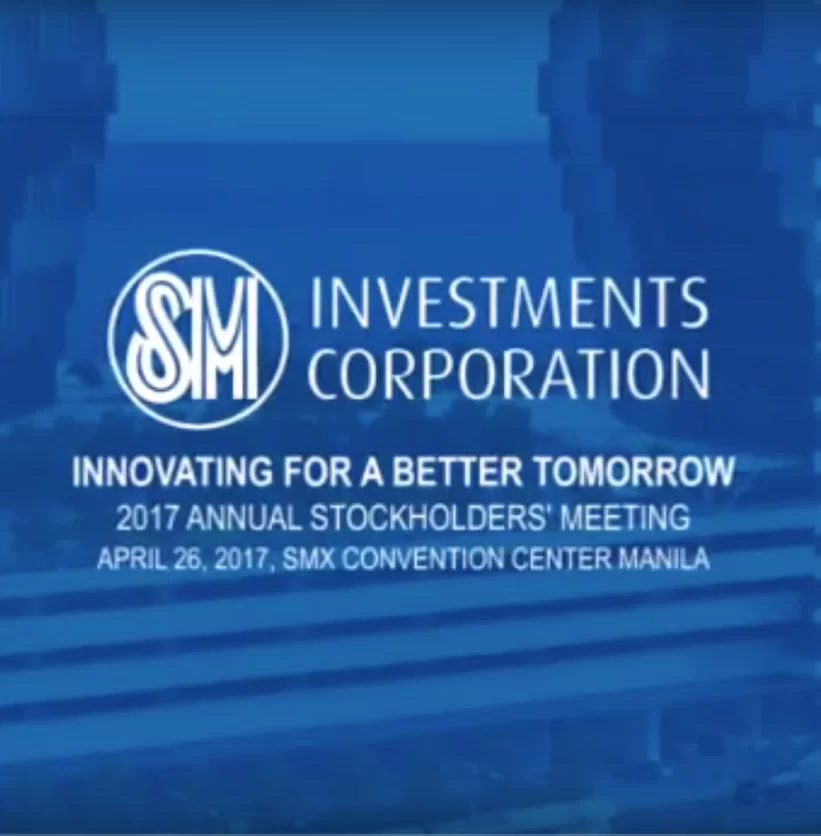 SM
INVESTMENTS
CORPORATION
INNOVATING FOR A BETTER TOMORROW
2017 ANNUAL STOCKHOLDERS' MEETING
APRIL 26, 2017, SMX CONVENTION CENTER MANILA